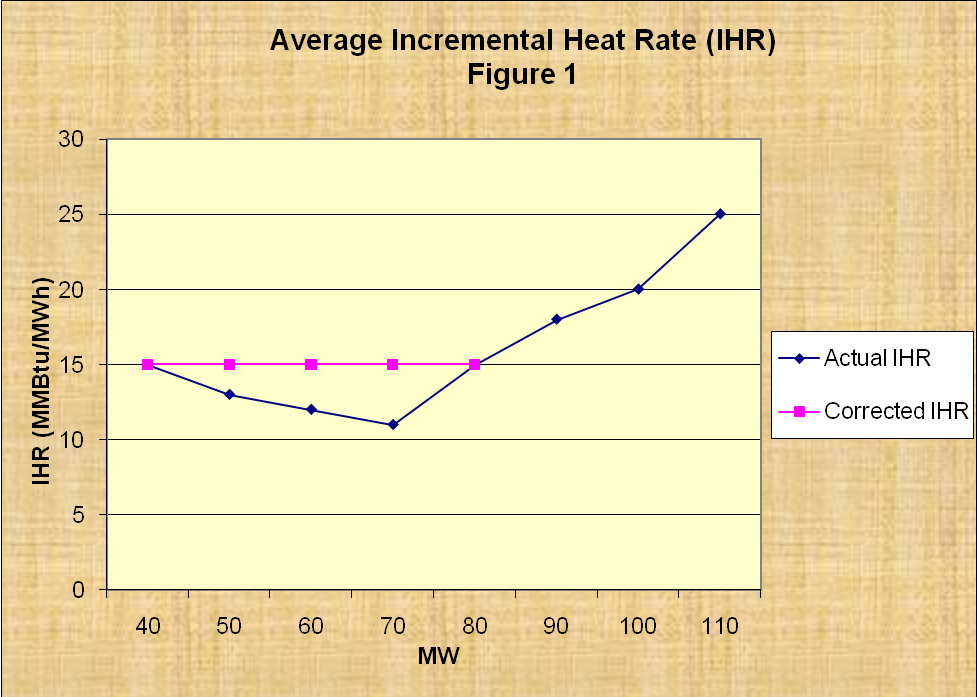 Average Incremental Heat Rate (IHR)
Figure 1
30
25
20
15
10
5
0
IHR (MMBtu/MWh)
40 50 60 70 80 90 100 110
MW
Actual IHR
Corrected IHR